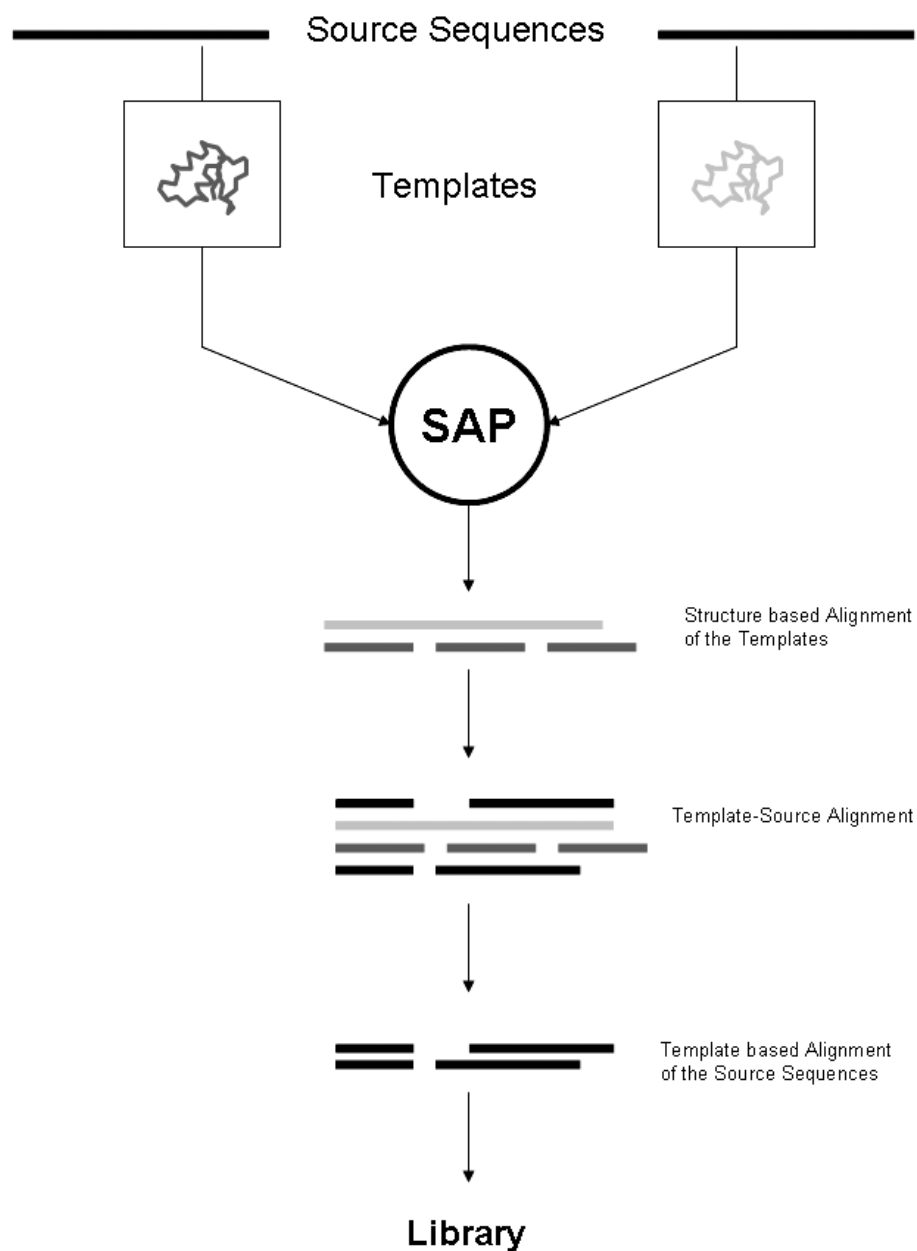 Source Sequences
Templates
SAP
Structure based Alignment
of the Templates
Template-Source Alignment
Template based Alignment
of the Source Sequences
Library